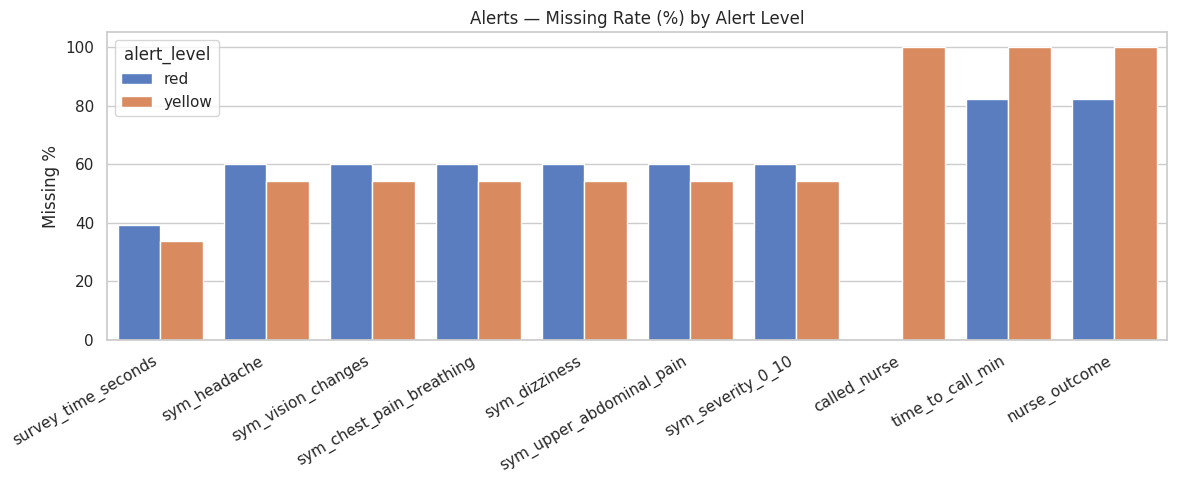 Alerts — Missing Rate (%) by Alert Level
alert_level
red
yellow
Missing %
100
80
60
40
20
0
survey_time_seconds
sym_headache
sym_vision_changes
sym_chest_pain_breathing
sym_dizziness
sym_upper_abdominal_pain
sym_severity_0_10
called_nurse
time_to_call_min
nurse_outcome